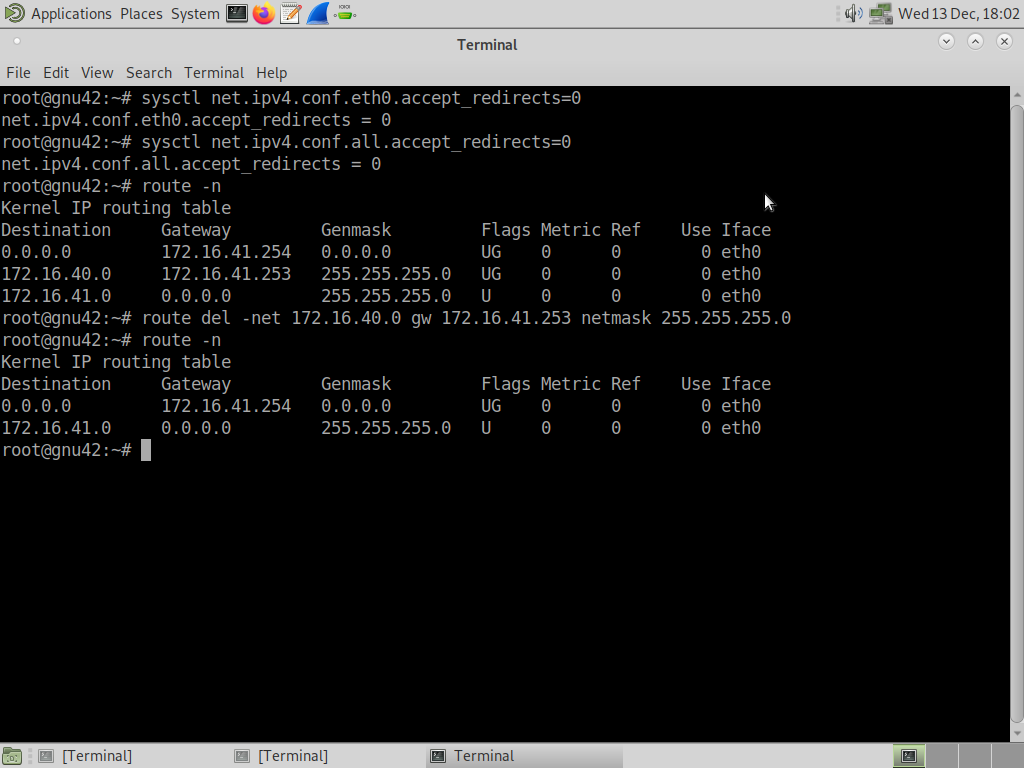 Applications Places System Wed 13 Dec, 18:02
Terminal
File Edit View Search Terminal Help
root@gnu42:~# sysctl net.ipv4.conf.eth0.accept_redirects=0
net.ipv4.conf.eth0.accept_redirects = 0
root@gnu42:~# sysctl net.ipv4.conf.all.accept_redirects=0
net.ipv4.conf.all.accept_redirects = 0
root@gnu42:~# route -n
Kernel IP routing table
Destination     Gateway         Genmask         Flags Metric Ref    Use Iface
0.0.0.0         172.16.41.254   0.0.0.0         UG    0      0        0 eth0
172.16.40.0     172.16.41.253   255.255.255.0   UG    0      0        0 eth0
172.16.41.0     0.0.0.0         255.255.255.0   U     0      0        0 eth0
root@gnu42:~# route del -net 172.16.40.0 gw 172.16.41.253 netmask 255.255.255.0
root@gnu42:~# route -n
Kernel IP routing table
Destination     Gateway         Genmask         Flags Metric Ref    Use Iface
0.0.0.0         172.16.41.254   0.0.0.0         UG    0      0        0 eth0
172.16.41.0     0.0.0.0         255.255.255.0   U     0      0        0 eth0
root@gnu42:~#
[Terminal] [Terminal] Terminal